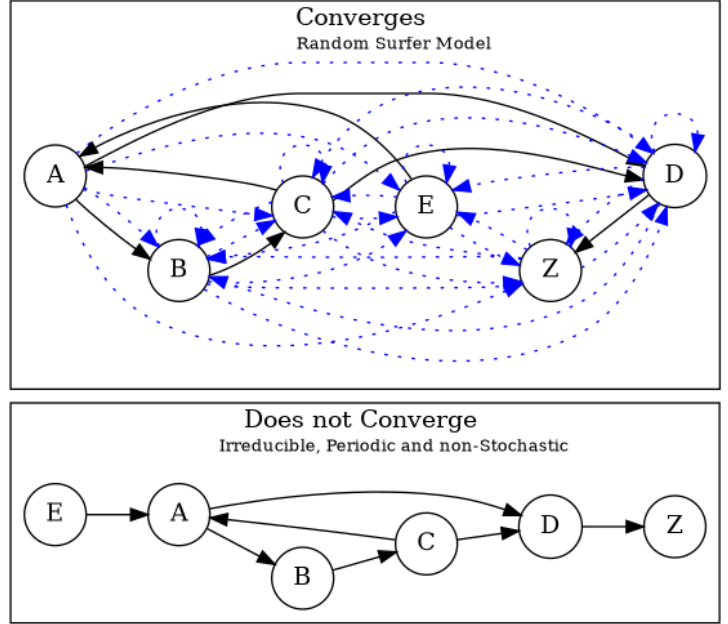 Converges
Random Surfer Model
A
C
E
D
B
Z
Does not Converge
Irreducible, Periodic and non-Stochastic
E
A
B
C
D
Z